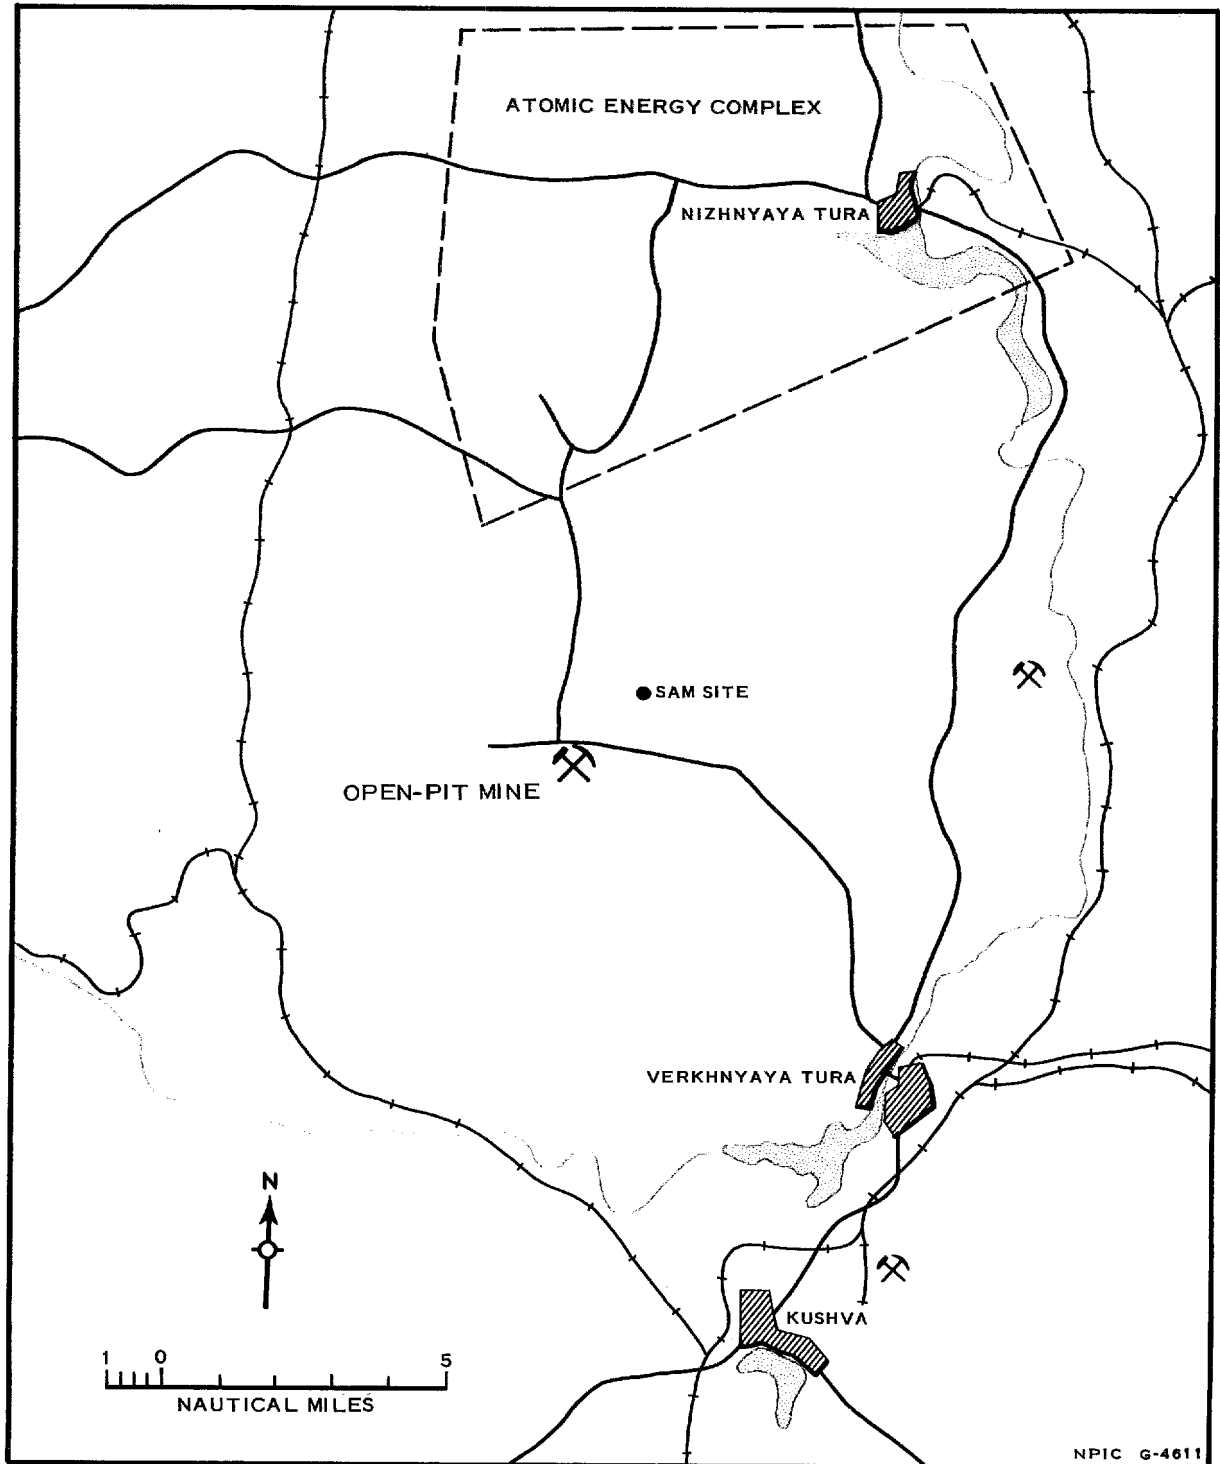 ATOMIC ENERGY COMPLEX
NIZHNYAYA TURA
SAM SITE
OPEN-PIT MINE
VERKHNYAYA TURA
N
KUSHVA
1 0 5
NAUTICAL MILES
NPIC G-4611